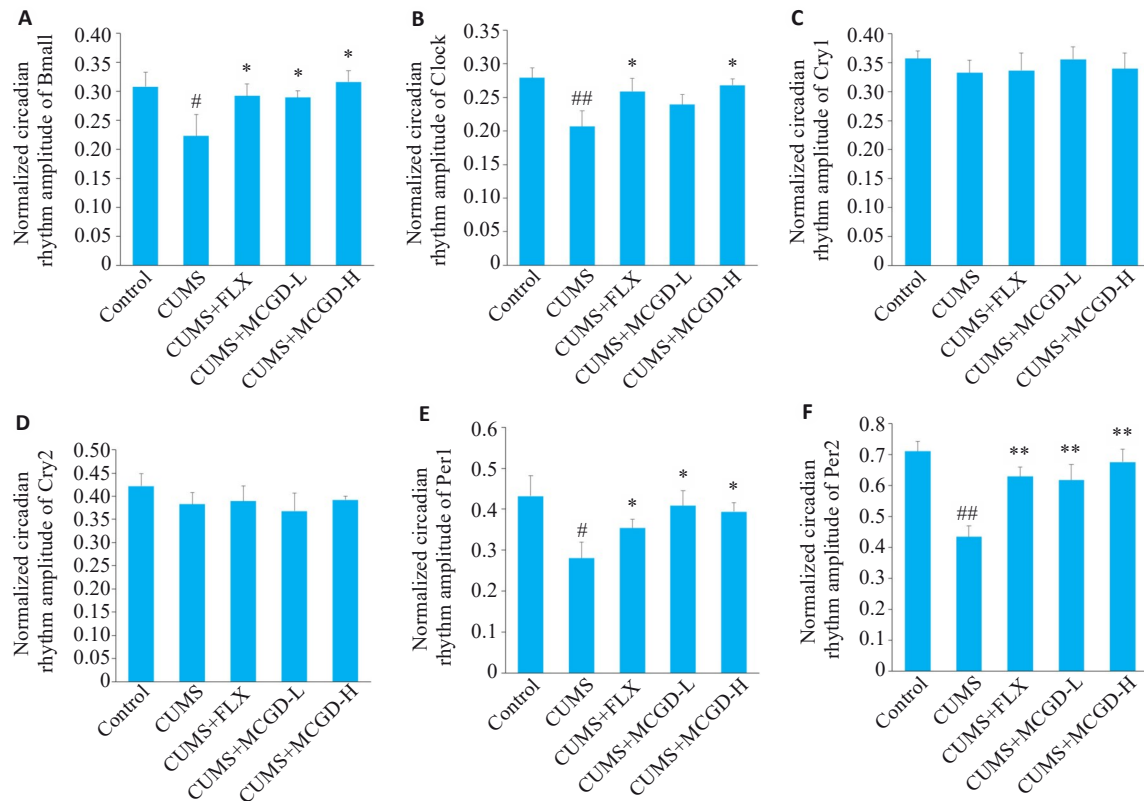 A
Normalized circadian
rhythm amplitude of Bmall
0.40
0.35
0.30
0.25
0.20
0.15
0.10
0.05
0
#
*
*
*
Control
CUMS
CUMS+FLX
CUMS+MCGD-L
CUMS+MCGD-H
B
Normalized circadian
rhythm amplitude of Clock
0.35
0.30
0.25
0.20
0.15
0.10
0.05
0
##
*
*
Control
CUMS
CUMS+FLX
CUMS+MCGD-L
CUMS+MCGD-H
C
Normalized circadian
rhythm amplitude of Cry1
0.40
0.35
0.30
0.25
0.20
0.15
0.10
0.05
0
Control
CUMS
CUMS+FLX
CUMS+MCGD-L
CUMS+MCGD-H
D
Normalized circadian
rhythm amplitude of Cry2
0.50
0.45
0.40
0.35
0.30
0.25
0.20
0.15
0.10
0.05
0
Control
CUMS
CUMS+FLX
CUMS+MCGD-L
CUMS+MCGD-H
E
Normalized circadian
rhythm amplitude of Per1
0.6
0.5
0.4
0.3
0.2
0.1
0
#
*
*
*
Control
CUMS
CUMS+FLX
CUMS+MCGD-L
CUMS+MCGD-H
F
Normalized circadian
rhythm amplitude of Per2
0.8
0.7
0.6
0.5
0.4
0.3
0.2
0.1
0
##
**
**
**
Control
CUMS
CUMS+FLX
CUMS+MCGD-L
CUMS+MCGD-H